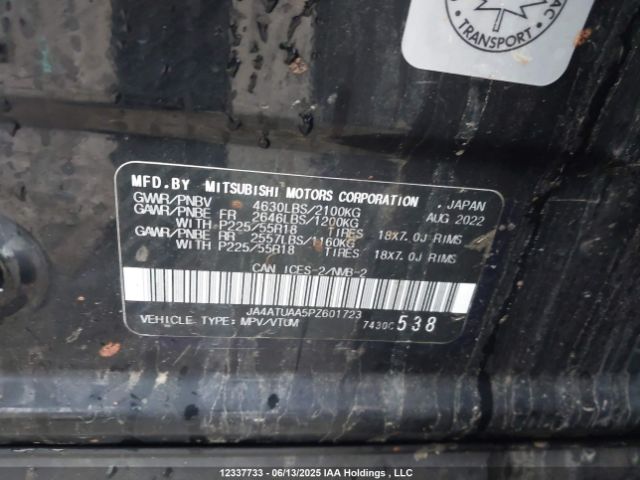 AC
· TRANSPORT ·
MFD.BY MITSUBISHI MOTORS CORPORATION , JAPAN
GVWR/PNBV 4630LBS/2100KG AUG 2022
GAWR/PNBE FR 2646LBS/1200KG
WITH P225/55R18 TIRES 18X7.0J RIMS
GAWR/PNBE RR 2557LBS/1160KG
WITH P225/55R18 TIRES 18X7.0J RIMS
CAN ICES-2/NMB-2
JA4ATUAA5PZ601723
VEHICLE TYPE: MPV/VTUM 7430C538
12337733 - 06/13/2025 IAA Holdings , LLC